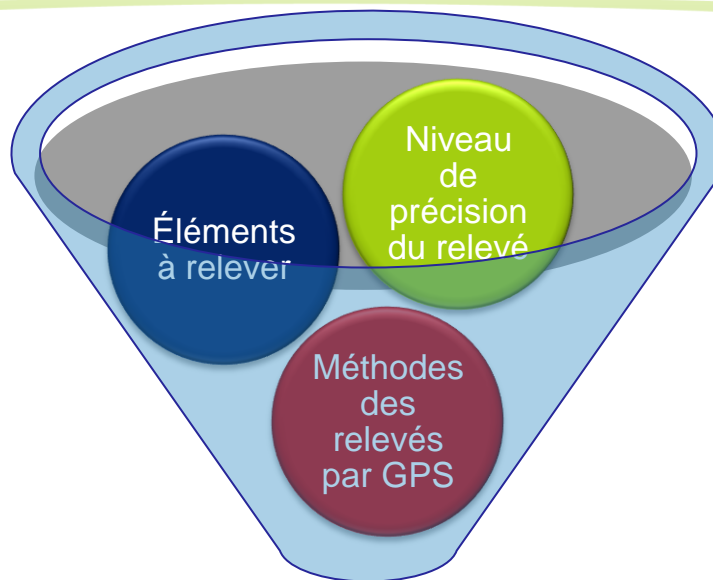 Éléments
à relever
Niveau
de
précision
du relevé
Méthodes
des
relevés
par GPS